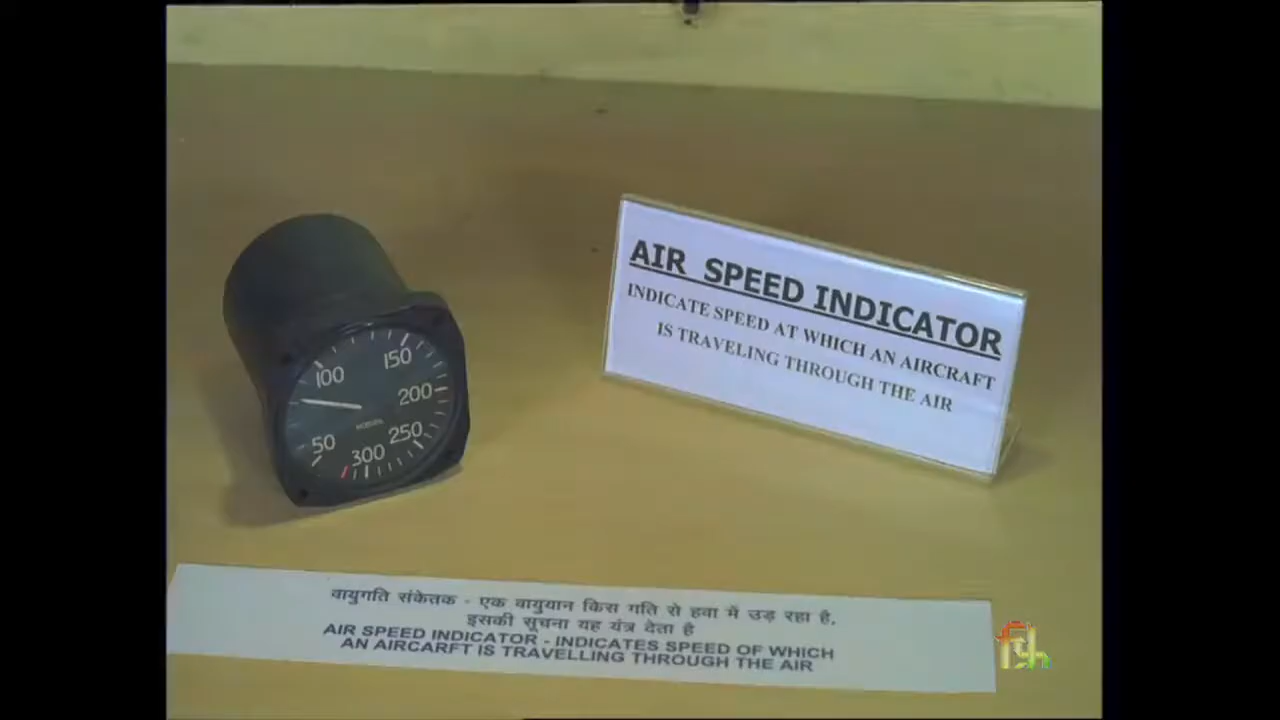 100
150
200
50
300
250
AIR SPEED INDICATOR
INDICATE SPEED AT WHICH AN AIRCRAFT
IS TRAVELING THROUGH THE AIR
वायुगति संकेतक - एक वायुयान किस गति से हवा में उड़ रहा है,
इसकी सूचना यह यंत्र देता है
AIR SPEED INDICATOR - INDICATES SPEED OF WHICH
AN AIRCARFT IS TRAVELLING THROUGH THE AIR